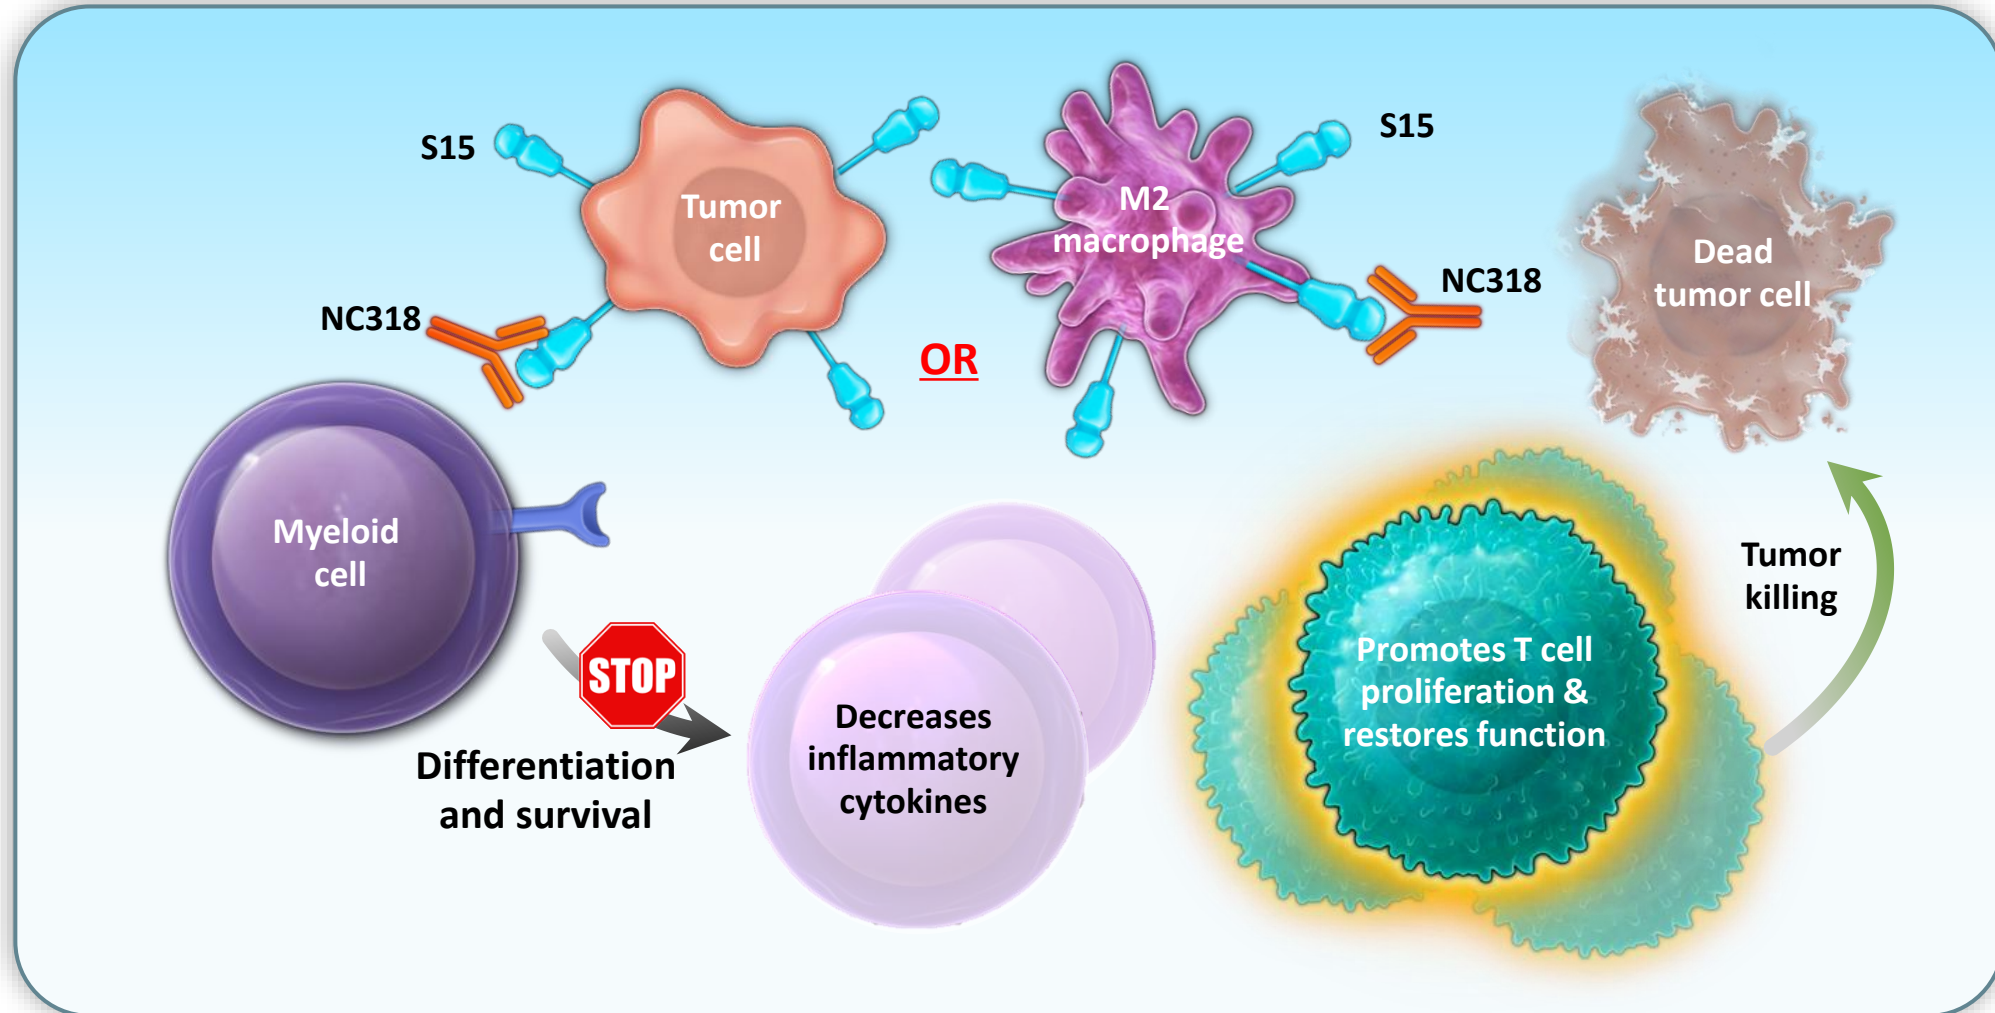 S15
Tumor
cell
NC318
OR
M2
macrophage
S15
NC318
Dead
tumor cell
Myeloid
cell
STOP
Differentiation
and survival
Decreases
inflammatory
cytokines
Promotes T cell
proliferation &
restores function
Tumor
killing